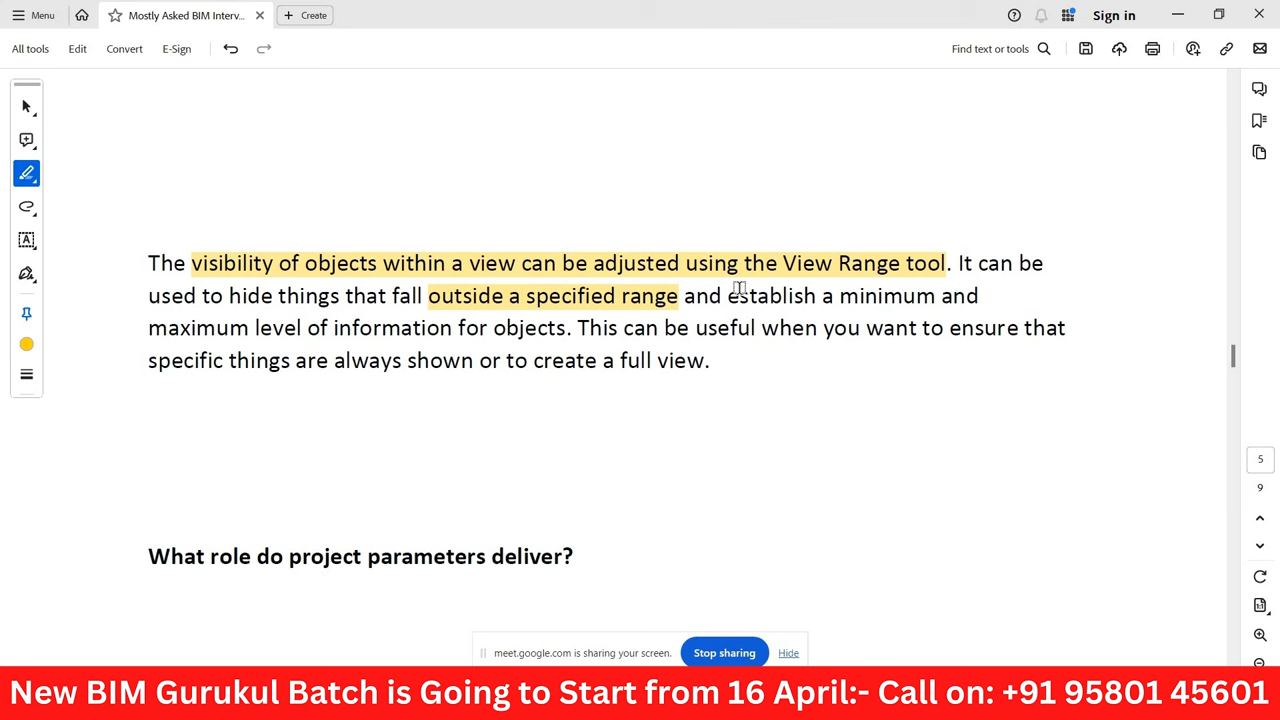 Menu
Mostly Asked BIM Interv...
Create
Sign in
All tools
Edit
Convert
E-Sign
Find text or tools
The visibility of objects within a view can be adjusted using the View Range tool. It can be
used to hide things that fall outside a specified range and establish a minimum and
maximum level of information for objects. This can be useful when you want to ensure that
specific things are always shown or to create a full view.
5
9
What role do project parameters deliver?
meet.google.com is sharing your screen.
Stop sharing
Hide
New BIM Gurukul Batch is Going to Start from 16 April:- Call on: +91 95801 45601